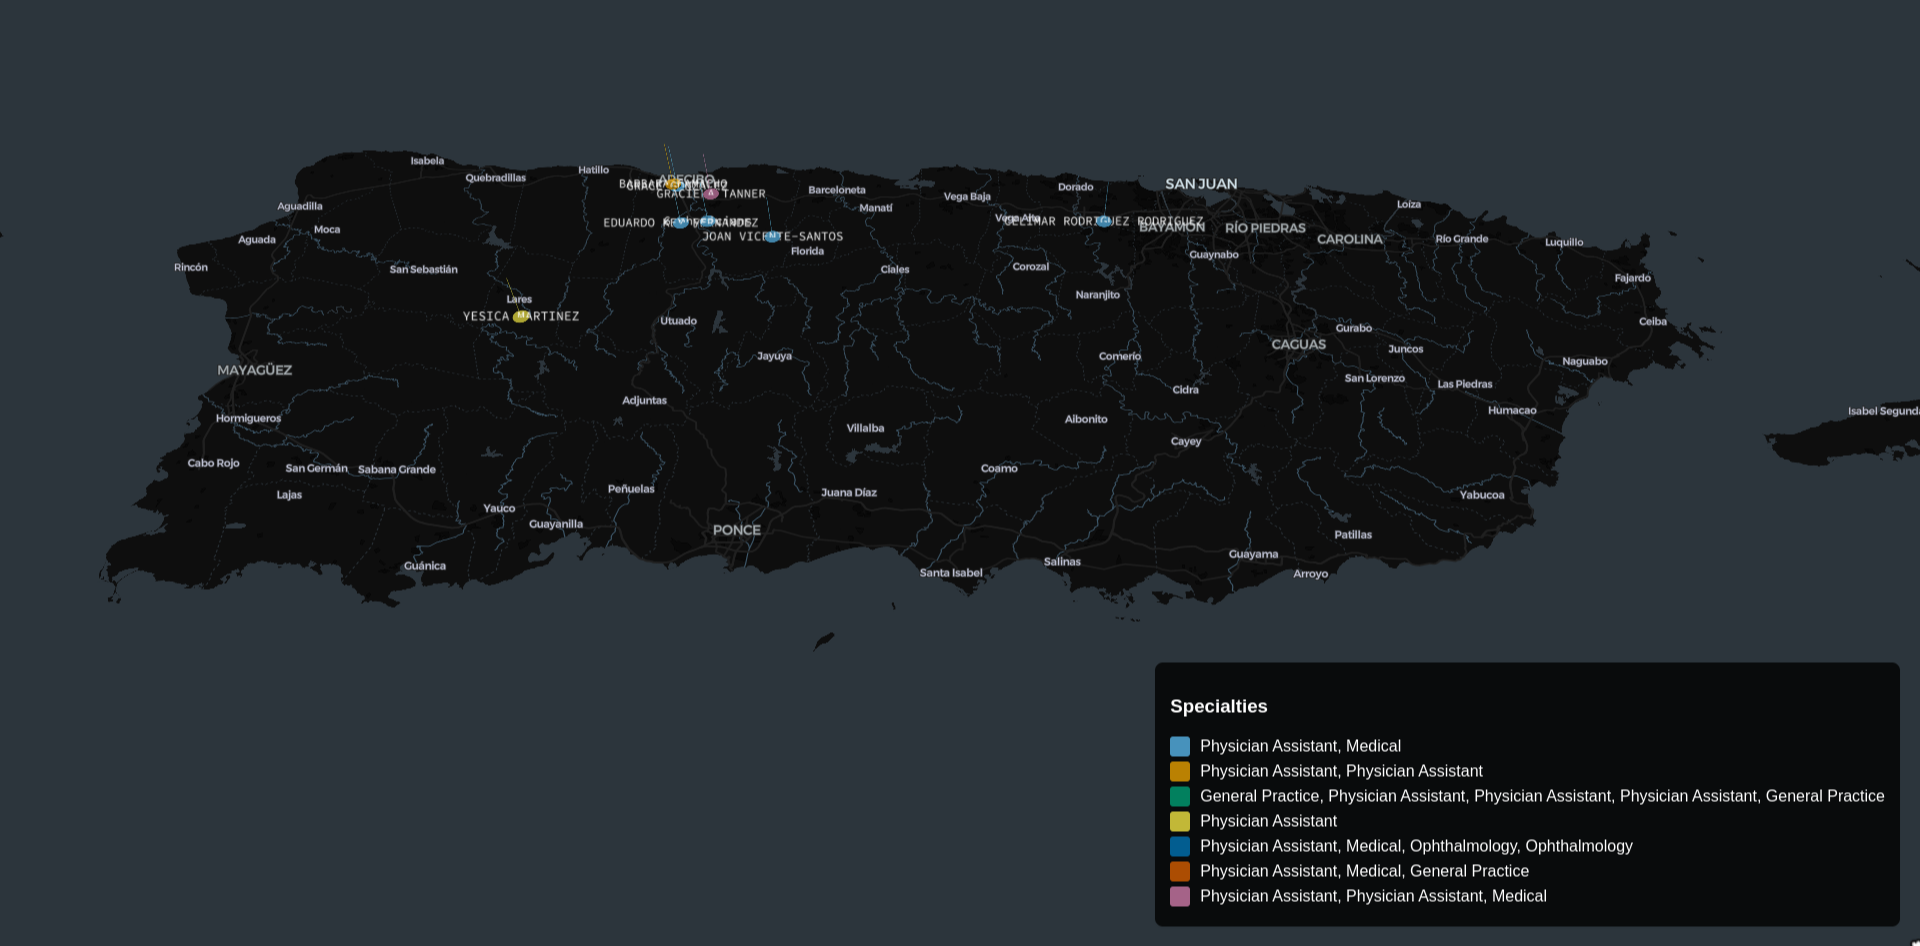 Isabela
Hatillo
Quebradillas
ARECIBO
GRACIELA TANNER
SAN JUAN
Dorado
Barceloneta
Vega Baja
Manatí
Loíza
Aguadilla
Moca
EDUARDO
FERNANDEZ
JOAN VICENTE-SANTOS
Vega Alta
CELIMAR RODRIGUEZ RODRIGUEZ
BAYAMÓN
RÍO PIEDRAS
CAROLINA
Río Grande
Luquillo
Aguada
Florida
Guaynabo
Rincón
San Sebastián
Ciales
Corozal
Fajardo
Naranjito
Lares
YESICA MARTINEZ
Utuado
Ceiba
Gurabo
CAGUAS
Juncos
Jayuya
Comerío
Naguabo
MAYAGÜEZ
San Lorenzo
Las Piedras
Cidra
Adjuntas
Humacao
Isabel Segunda
Hormigueros
Aibonito
Villalba
Cayey
Cabo Rojo
San Germán
Sabana Grande
Coamo
Peñuelas
Juana Díaz
Lajas
Yabucoa
Yauco
Guayanilla
PONCE
Patillas
Guayama
Guánica
Santa Isabel
Salinas
Arroyo
Specialties
Physician Assistant, Medical
Physician Assistant, Physician Assistant
General Practice, Physician Assistant, Physician Assistant, Physician Assistant, General Practice
Physician Assistant
Physician Assistant, Medical, Ophthalmology, Ophthalmology
Physician Assistant, Medical, General Practice
Physician Assistant, Physician Assistant, Medical